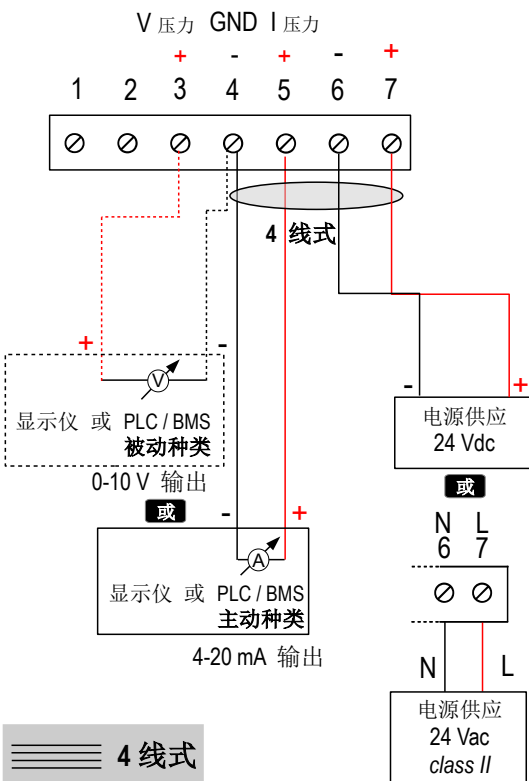 V 压力 GND I 压力
+ - + - +
1 2 3 4 5 6 7
4 线式
+ -
V
显示仪 或 PLC / BMS
被动种类
0-10 V 输出
或
- +
A
显示仪 或 PLC / BMS
主动种类
4-20 mA 输出
- +
电源供应
24 Vdc
或
N L
6 7
N L
电源供应
24 Vac
class II
4 线式